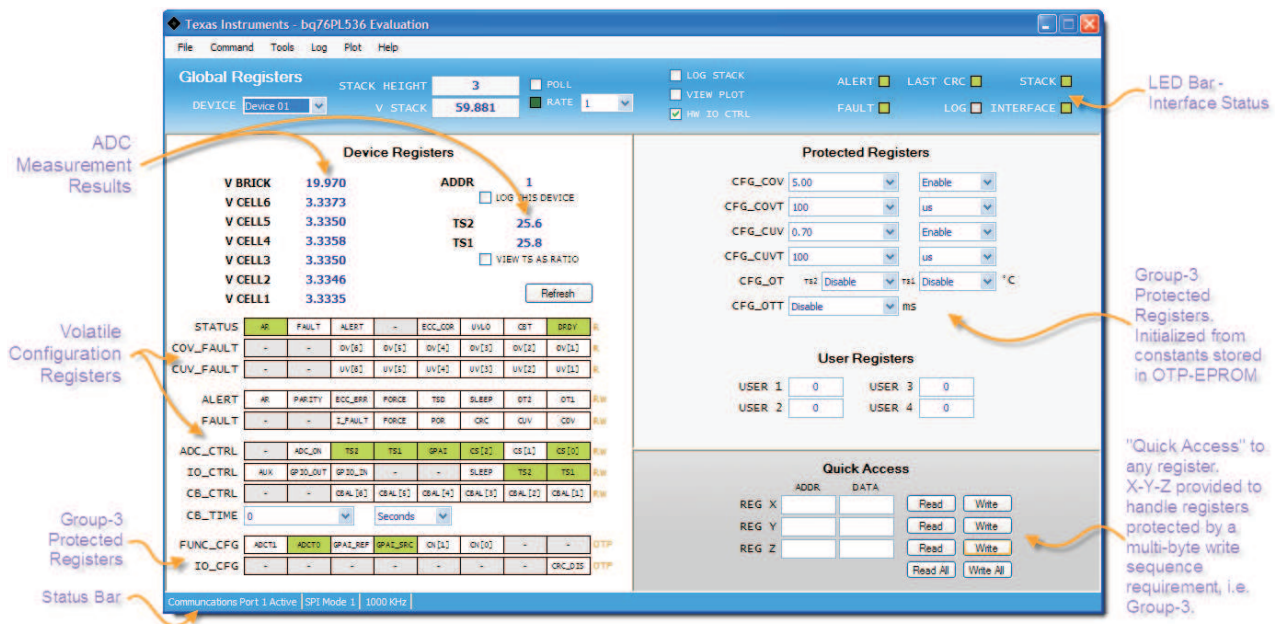 Texas Instruments - bq76PL536 Evaluation
File Command Tools Log Plot Help
Global Registers
DEVICE Device 01
STACK HEIGHT 3
V STACK 59.881
POLL
RATE 1
LOG STACK
VIEW PLOT
HW IO CTRL
ALERT LAST CRC STACK
FAULT LOG INTERFACE
LED Bar -
Interface Status
ADC
Measurement
Results
Device Registers
V BRICK 19.970
V CELL6 3.3373
V CELL5 3.3350
V CELL4 3.3358
V CELL3 3.3350
V CELL2 3.3346
V CELL1 3.3335
ADDR 1
LOG THIS DEVICE
TS2 25.6
TS1 25.8
VIEW TS AS RATIO
Refresh
Volatile
Configuration
Registers
STATUS AR FAULT ALERT - ECC_COR UVLO CBT DRDY R
COV_FAULT - - OV[6] OV[5] OV[4] OV[3] OV[2] OV[1] R
CUV_FAULT - - UV[6] UV[5] UV[4] UV[3] UV[2] UV[1] R
ALERT AR PARITY ECC_ERR FORCE TSD SLEEP OT2 OT1 RW
FAULT - - I_FAULT FORCE POR CRC CUV COV RW
ADC_CTRL - ADC_ON TS2 TS1 GPAI CS[2] CS[1] CS[0] RW
IO_CTRL AUX GPIO_OUT GPIO_IN - - SLEEP TS2 TS1 RW
CB_CTRL - - CBAL[6] CBAL[5] CBAL[4] CBAL[3] CBAL[2] CBAL[1] RW
CB_TIME 0 Seconds
FUNC_CFG ADCT1 ADCT0 GPAI_REF GPAI_SRC CN[1] CN[0] - - OTP
IO_CFG - - - - - - - CRC_DIS OTP
Group-3
Protected
Registers
Status Bar
Communcations Port 1 Active SPI Mode 1 1000 KHz
Protected Registers
CFG_COV 5.00 Enable
CFG_COVT 100 us
CFG_CUV 0.70 Enable
CFG_CUVT 100 us
CFG_OT TS2 Disable TS1 Disable °C
CFG_OTT Disable ms
Group-3
Protected
Registers.
Initialized from
constants stored
in OTP-EPROM
User Registers
USER 1 0 USER 3 0
USER 2 0 USER 4 0
Quick Access
ADDR DATA
REG X Read Write
REG Y Read Write
REG Z Read Write
Read All Write All
"Quick Access" to
any register.
X-Y-Z provided to
handle registers
protected by a
multi-byte write
sequence
requirement, i.e.
Group-3.